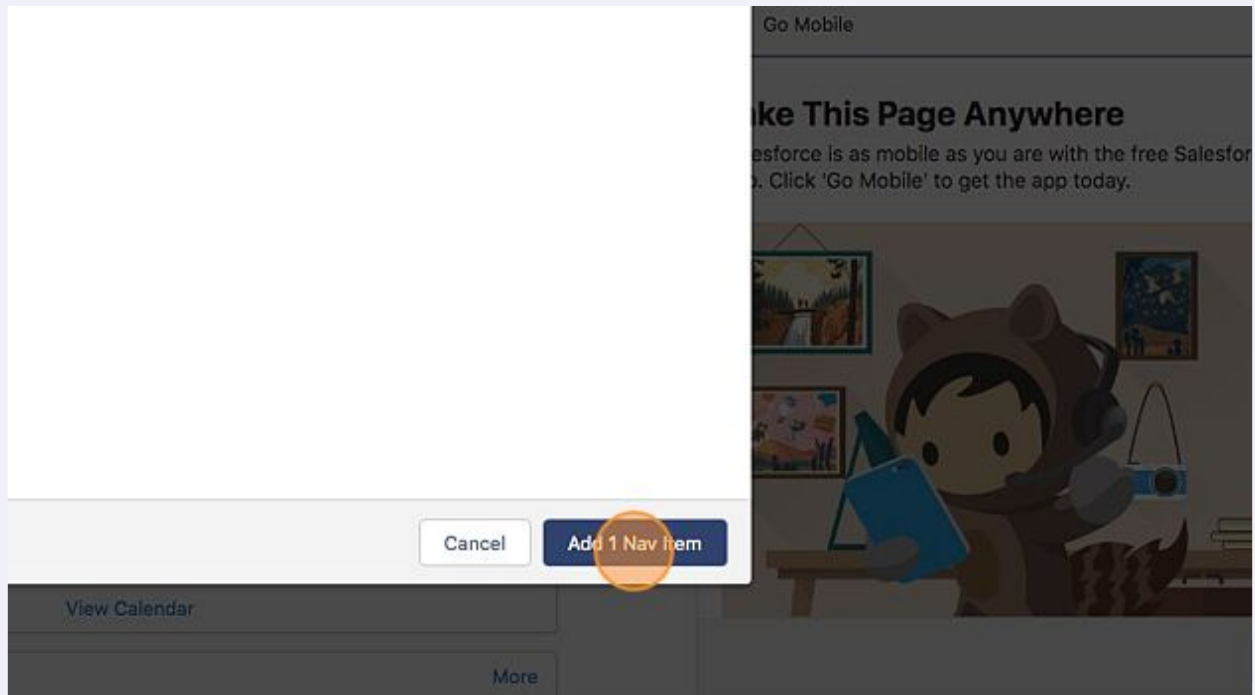 Go Mobile
ke This Page Anywhere
esforce is as mobile as you are with the free Salesfor
. Click 'Go Mobile' to get the app today.
Cancel
Add 1 Nav Item
View Calendar
More